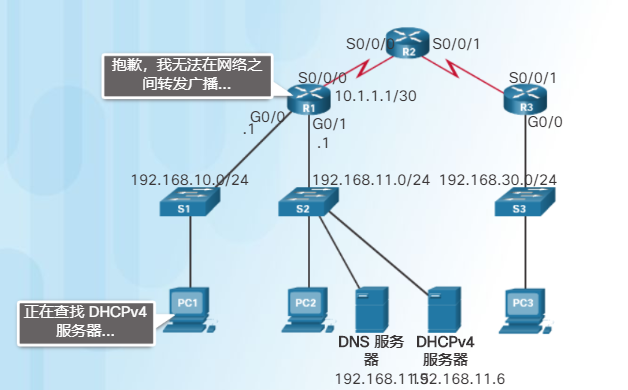 R2
S0/0/0
S0/0/1
抱歉，我无法在网络之
间转发广播...
S0/0/0
S0/0/1
R1
10.1.1.1/30
R3
G0/0
.1
G0/1
.1
G0/0
192.168.10.0/24
192.168.11.0/24
192.168.30.0/24
S1
S2
S3
PC1
PC2
PC3
正在查找 DHCPv4
服务器...
DNS 服务
器
DHCPv4
服务器
192.168.11.5
192.168.11.6